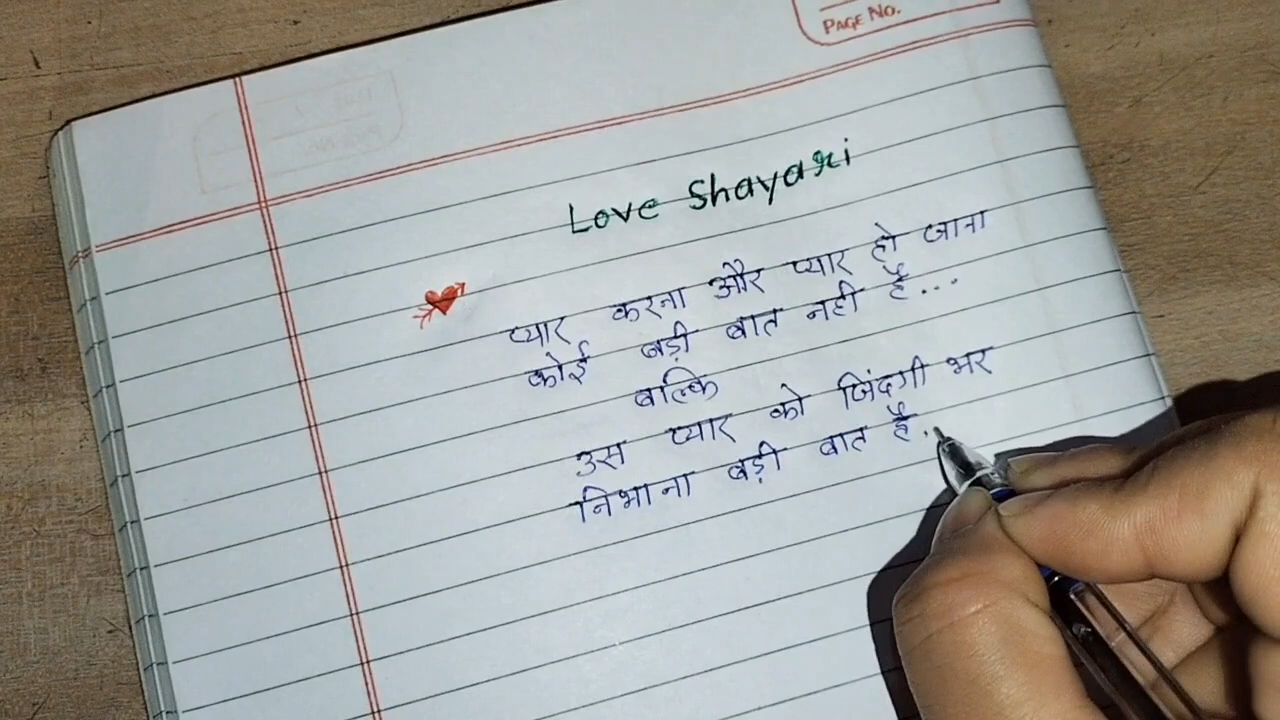 PAGE NO.
Love Shayari
प्यार करना और प्यार हो जाना
कोई बड़ी बात नही है...
बल्कि
उस प्यार को जिंदगी भर
निभाना बड़ी बात है.